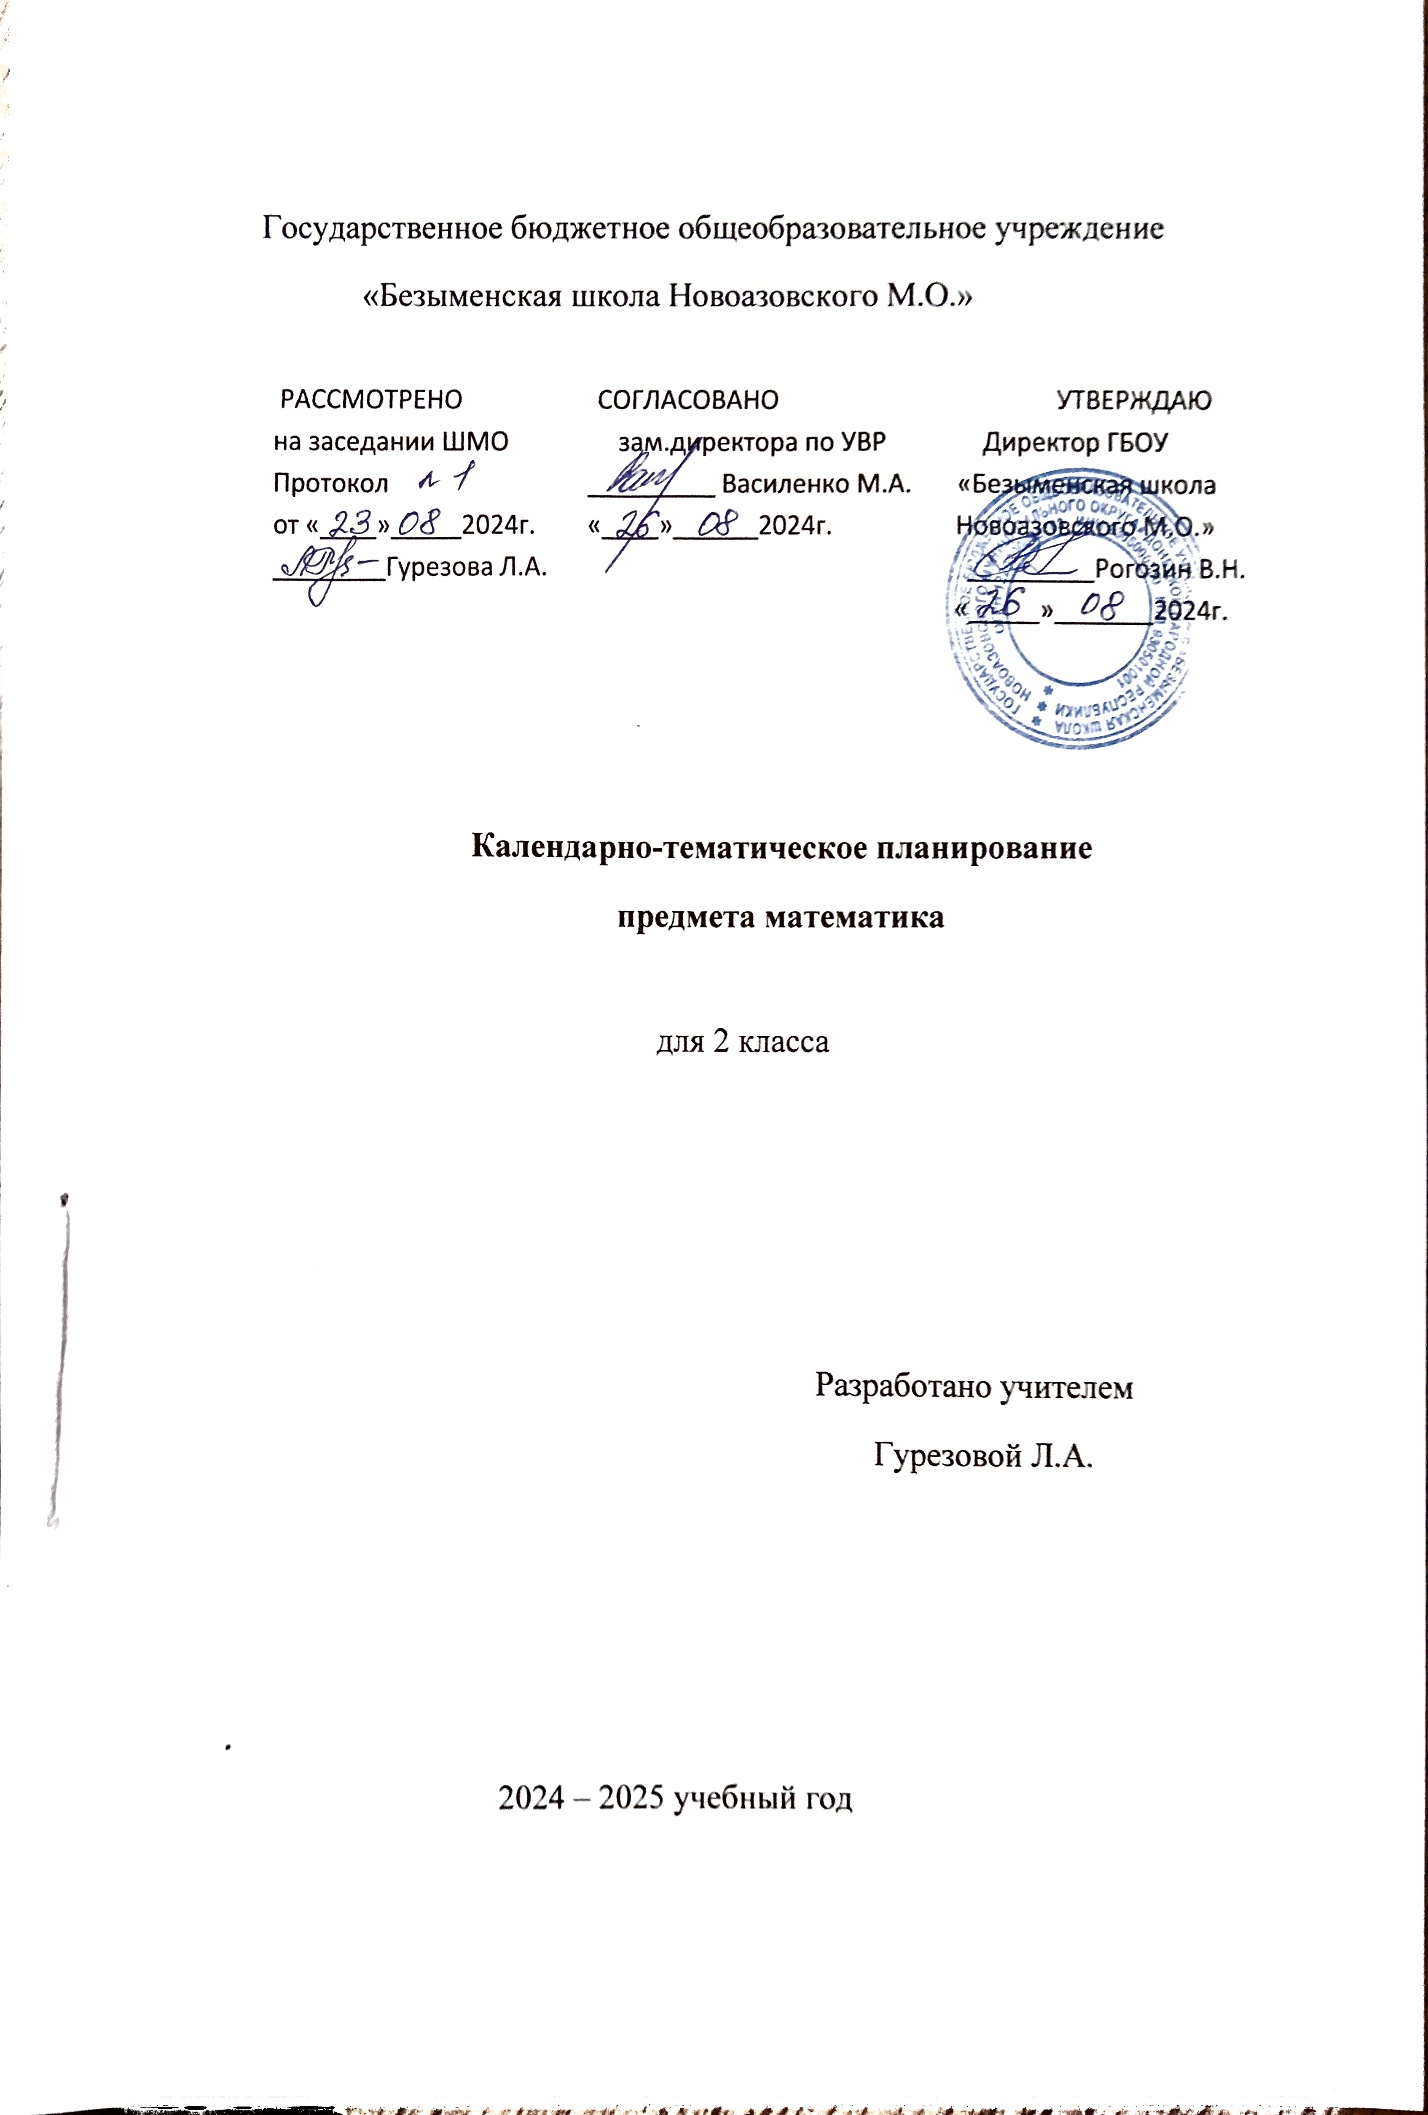 Государственное бюджетное общеобразовательное учреждение
«Безыменская школа Новоазовского М.О.»
РАССМОТРЕНО
на заседании ШМО
Протокол № 1
от «23» 08 2024г.
Гурезова Л.А.
СОГЛАСОВАНО
зам.директора по УВР
Василенко М.А.
«26» 08 2024г.
УТВЕРЖДАЮ
Директор ГБОУ
«Безыменская школа
Новоазовского М.О.»
Рогозин В.Н.
«26» 08 2024г.
Календарно-тематическое планирование
предмета математика
для 2 класса
Разработано учителем
Гурезовой Л.А.
2024 – 2025 учебный год